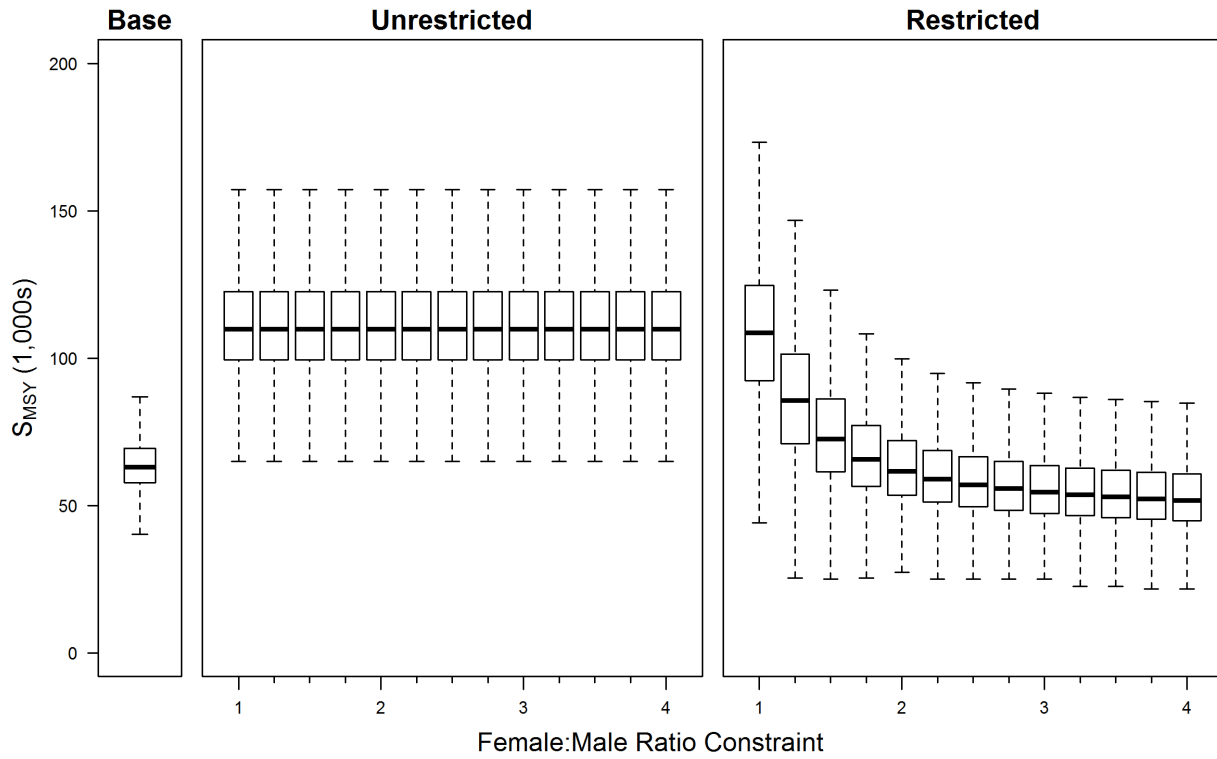 Base Unrestricted Restricted
200
150
100
50
0
S_MSY (1,000s)
1 2 3 4 1 2 3 4
Female:Male Ratio Constraint